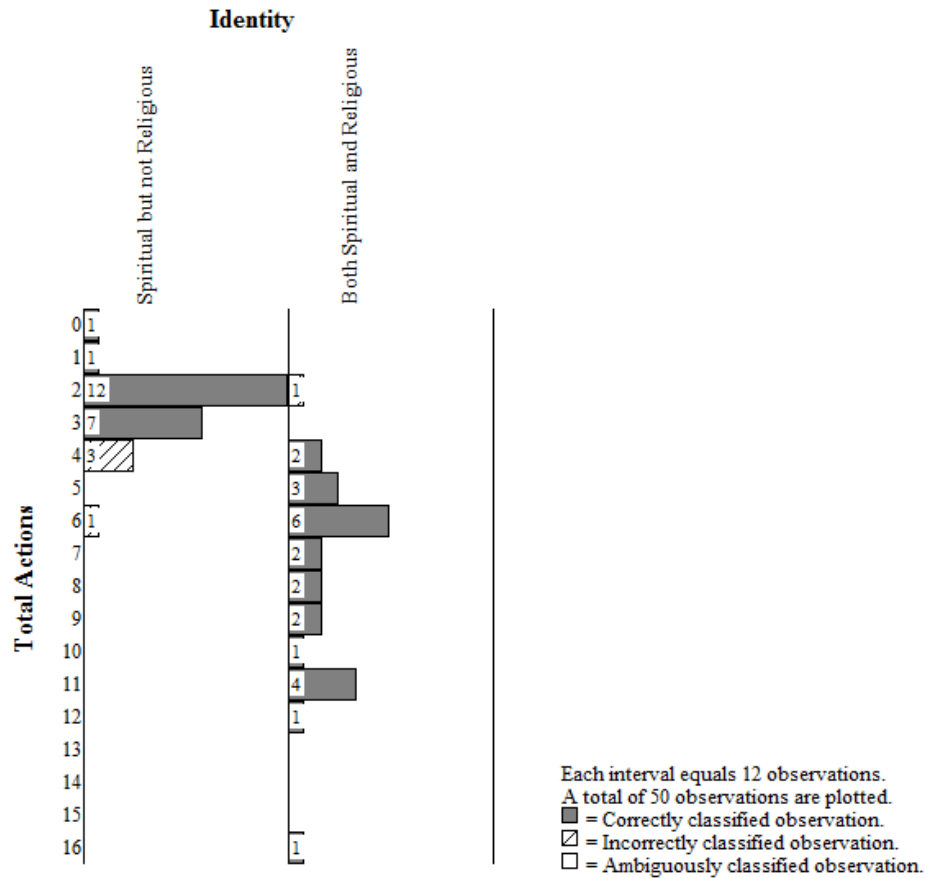 Identity
Spiritual but not Religious
Both Spiritual and Religious
Total Actions
0 1
1 1
2 12 1
3 7
4 3 2
5 3
6 1 6
7 2
8 2
9 2
10 1
11 4
12 1
13
14
15
16 1
Each interval equals 12 observations.
A total of 50 observations are plotted.
= Correctly classified observation.
= Incorrectly classified observation.
= Ambiguously classified observation.